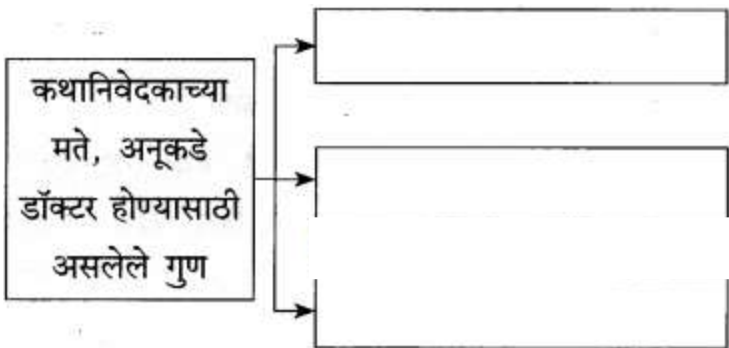 कथानिवेदकाच्या
मते, अनूकडे
डॉक्टर होण्यासाठी
असलेले गुण